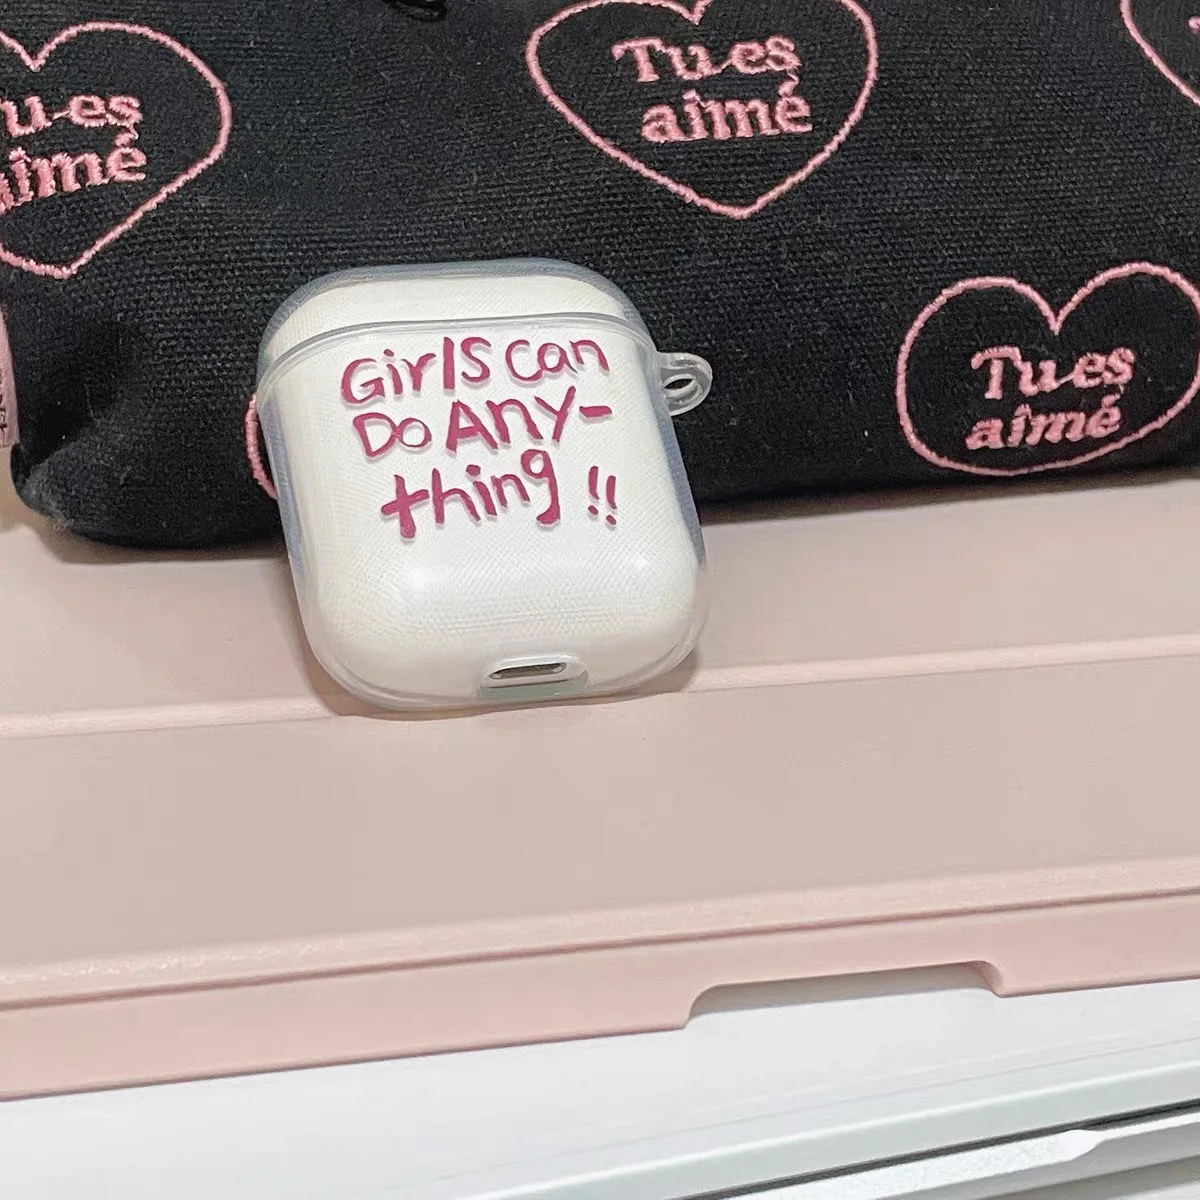 Tu es
aimé
Tu es
aimé
Tu es
aimé
Girls can
Do Any-
thing !!